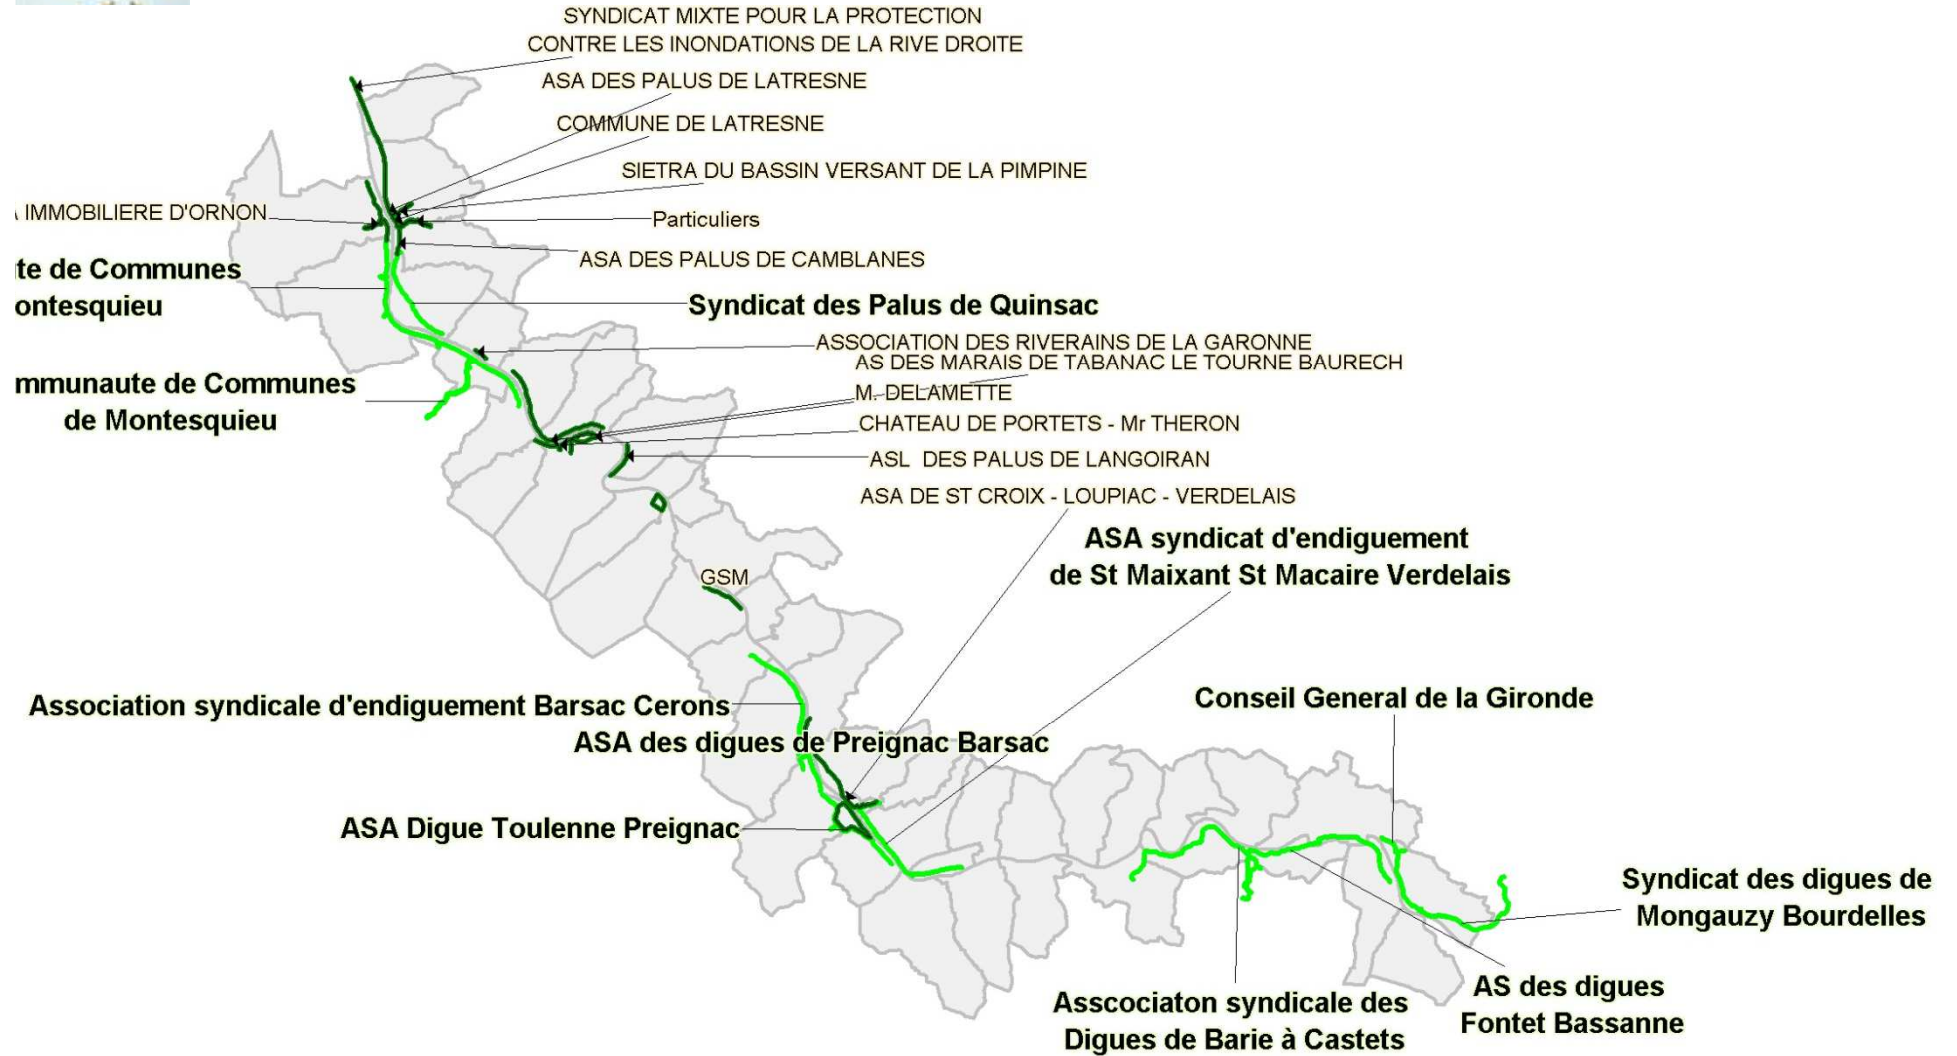 SYNDICAT MIXTE POUR LA PROTECTION
CONTRE LES INONDATIONS DE LA RIVE DROITE
ASA DES PALUS DE LATRESNE
COMMUNE DE LATRESNE
SIETRA DU BASSIN VERSANT DE LA PIMPINE
IMMOBILIERE D'ORNON
Particuliers
ASA DES PALUS DE CAMBLANES
te de Communes
ontesquieu
Syndicat des Palus de Quinsac
ASSOCIATION DES RIVERAINS DE LA GARONNE
AS DES MARAIS DE TABANAC LE TOURNE BAURECH
mmunaute de Communes
de Montesquieu
M. DELAMETTE
CHATEAU DE PORTETS - Mr THERON
ASL DES PALUS DE LANGOIRAN
ASA DE ST CROIX - LOUPIAC - VERDELAIS
ASA syndicat d'endiguement
de St Maixant St Macaire Verdelais
GSM
Association syndicale d'endiguement Barsac Cerons
Conseil General de la Gironde
ASA des digues de Preignac Barsac
ASA Digue Toulenne Preignac
Syndicat des digues de
Mongauzy Bourdelles
AS des digues
Fontet Bassanne
Asscociaton syndicale des
Digues de Barie à Castets